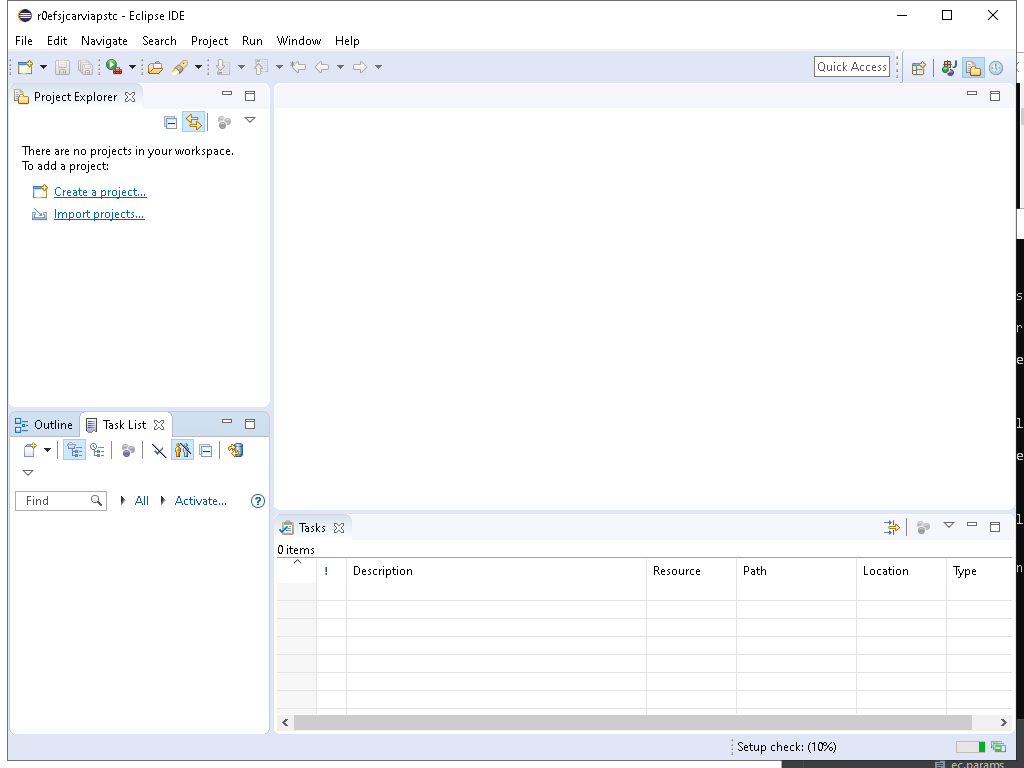 r0efsjcarviapstc - Eclipse IDE
File Edit Navigate Search Project Run Window Help
Quick Access
Project Explorer
There are no projects in your workspace.
To add a project:
Create a project...
Import projects...
Outline Task List
Find All Activate...
Tasks
0 items
! Description Resource Path Location Type
s
r
e
l
e
l
n
Setup check: (10%)
ec.params